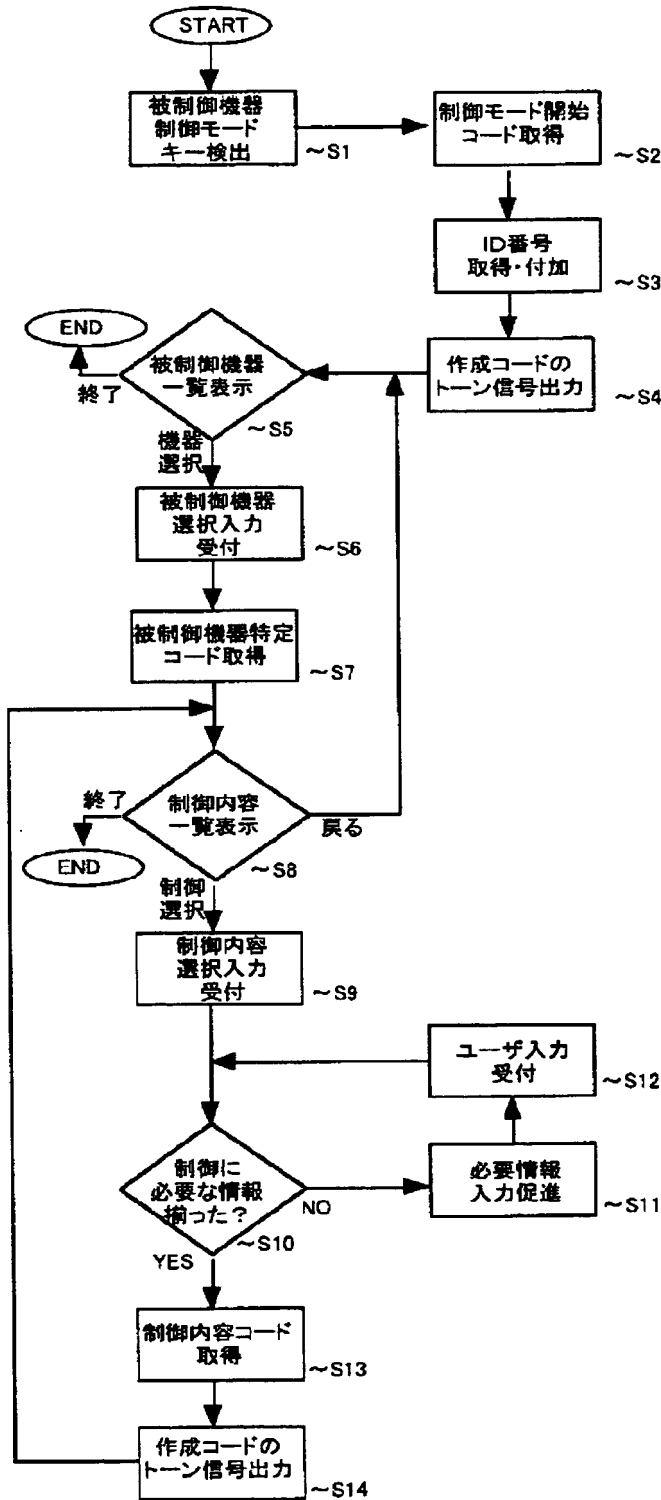 START
被制御機器
制御モード
キー検出
～S1
制御モード開始
コード取得
～S2
ID番号
取得・付加
～S3
作成コードの
トーン信号出力
～S4
END
終了
被制御機器
一覧表示
～S5
機器
選択
被制御機器
選択入力
受付
～S6
被制御機器特定
コード取得
～S7
終了
END
制御内容
一覧表示
戻る
～S8
制御
選択
制御内容
選択入力
受付
～S9
ユーザ入力
受付
～S12
制御に
必要な情報
揃った？
NO
～S10
YES
必要情報
入力促進
～S11
制御内容コード
取得
～S13
作成コードの
トーン信号出力
～S14